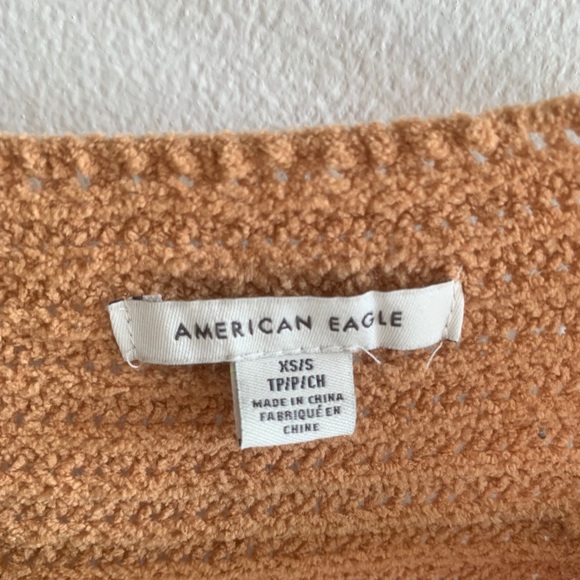 AMERICAN EAGLE
XS/S
TP/P/CH
MADE IN CHINA
FABRIQUÉ EN
CHINE